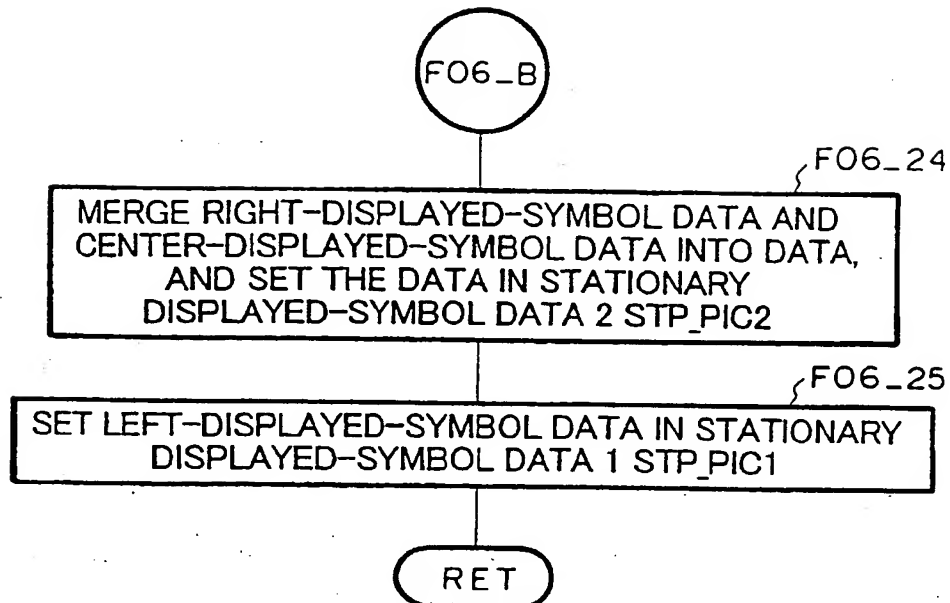 F06_B
F06_24
MERGE RIGHT-DISPLAYED-SYMBOL DATA AND
CENTER-DISPLAYED-SYMBOL DATA INTO DATA,
AND SET THE DATA IN STATIONARY
DISPLAYED-SYMBOL DATA 2 STP_PIC2
F06_25
SET LEFT-DISPLAYED-SYMBOL DATA IN STATIONARY
DISPLAYED-SYMBOL DATA 1 STP_PIC1
RET